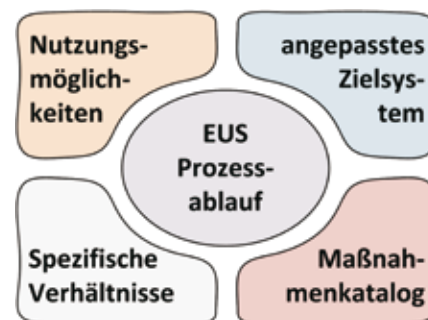 Nutzungs-
möglich-
keiten
angepasstes
Zielsys-
tem
EUS
Prozess-
ablauf
Spezifische
Verhältnisse
Maßnah-
menkatalog